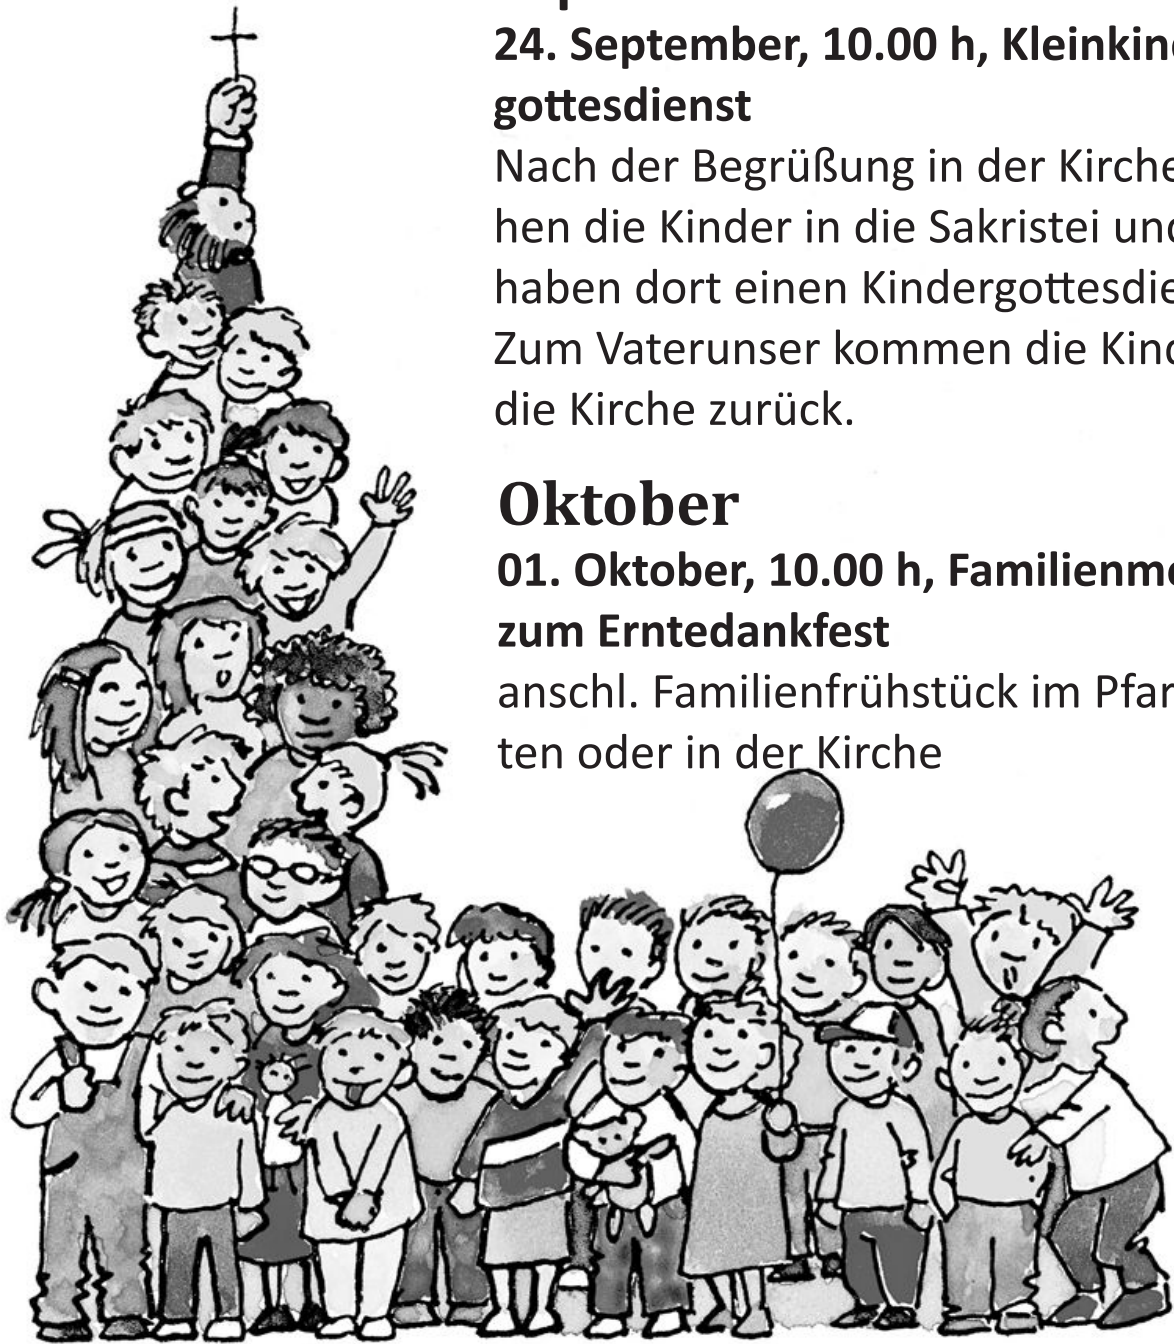 24. September, 10.00 h, Kleinkin
gottesdienst
Nach der Begrüßung in der Kirche
hen die Kinder in die Sakristei und
haben dort einen Kindergottesdie
Zum Vaterunser kommen die Kind
die Kirche zurück.
Oktober
01. Oktober, 10.00 h, Familienme
zum Erntedankfest
anschl. Familienfrühstück im Pfar
ten oder in der Kirche